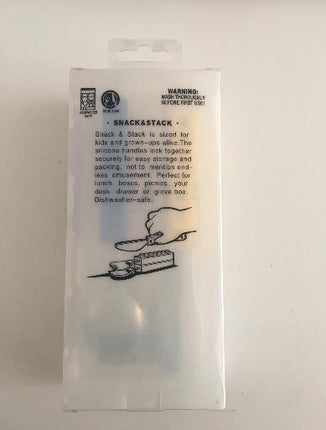 WARNING:
WASH THOROUGHLY
BEFORE FIRST USE!
- SNACK&STACK -
Snack & Stack is sized for
kids and grown-ups alike.The
silicone handles lock together
securely for easy storage and
packing, not to mention end-
less amusement. Perfect for
lunch boxes, picnics, your
desk drawer or glove box.
Dishwasher-safe.